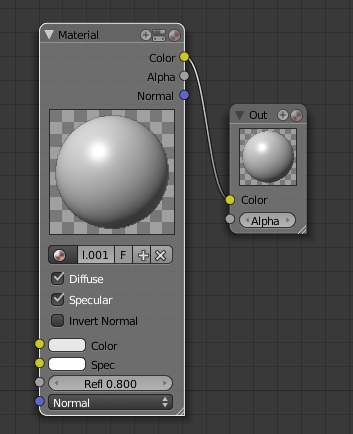 Material
Color
Alpha
Normal
Out
Color
Alpha
I.001 F
Diffuse
Specular
Invert Normal
Color
Spec
Refl 0.800
Normal